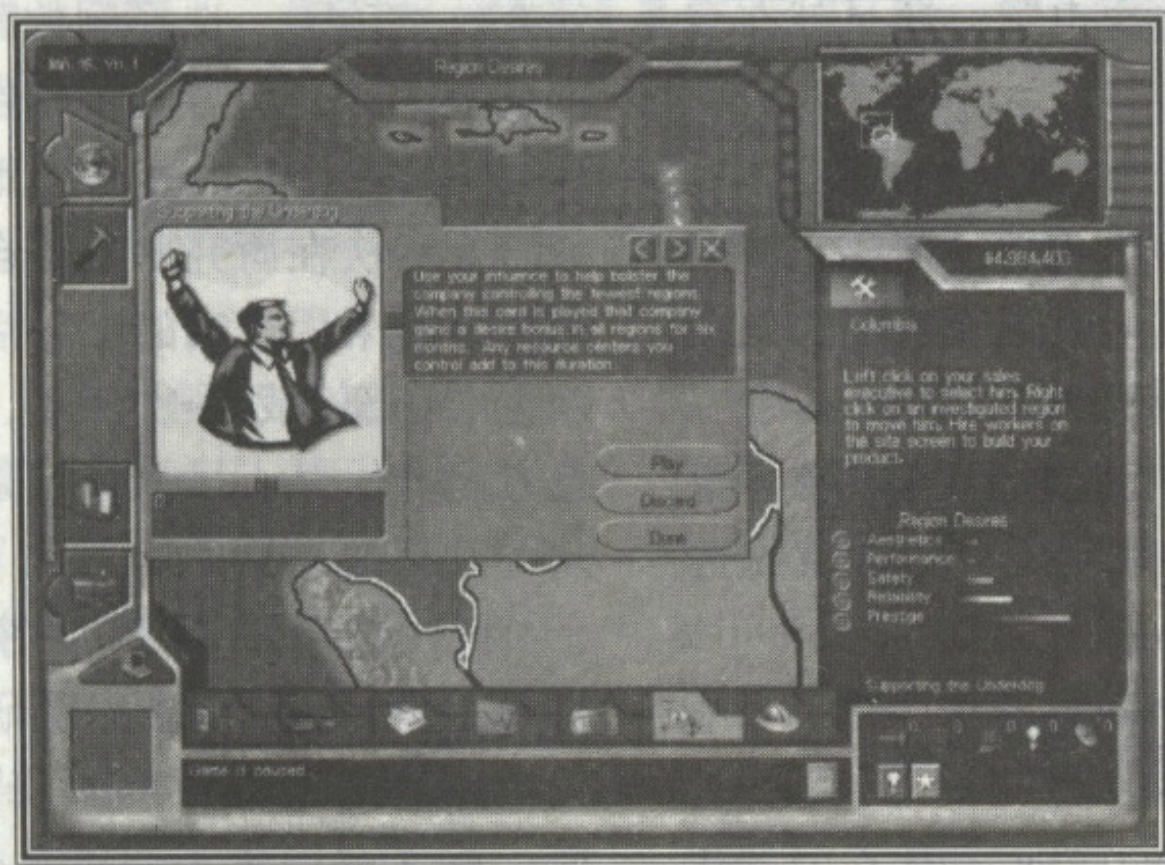 Region Desires
Supporting the Underdog
Use your influence to help bolster the
company controlling the fewest regions.
When this card is played that company
gains a desire bonus in all regions for six
months. Any resource centers you
control add to this duration.
Play
Discard
Done
$4,984,403
Colombia
Left click on your sales
executive to select him. Right
click on an investigated region
to move him. Hire workers on
the site screen to build your
product.
Region Desires
Aesthetics
Performance
Safety
Reliability
Prestige
Supporting the Underdog
Game is paused.